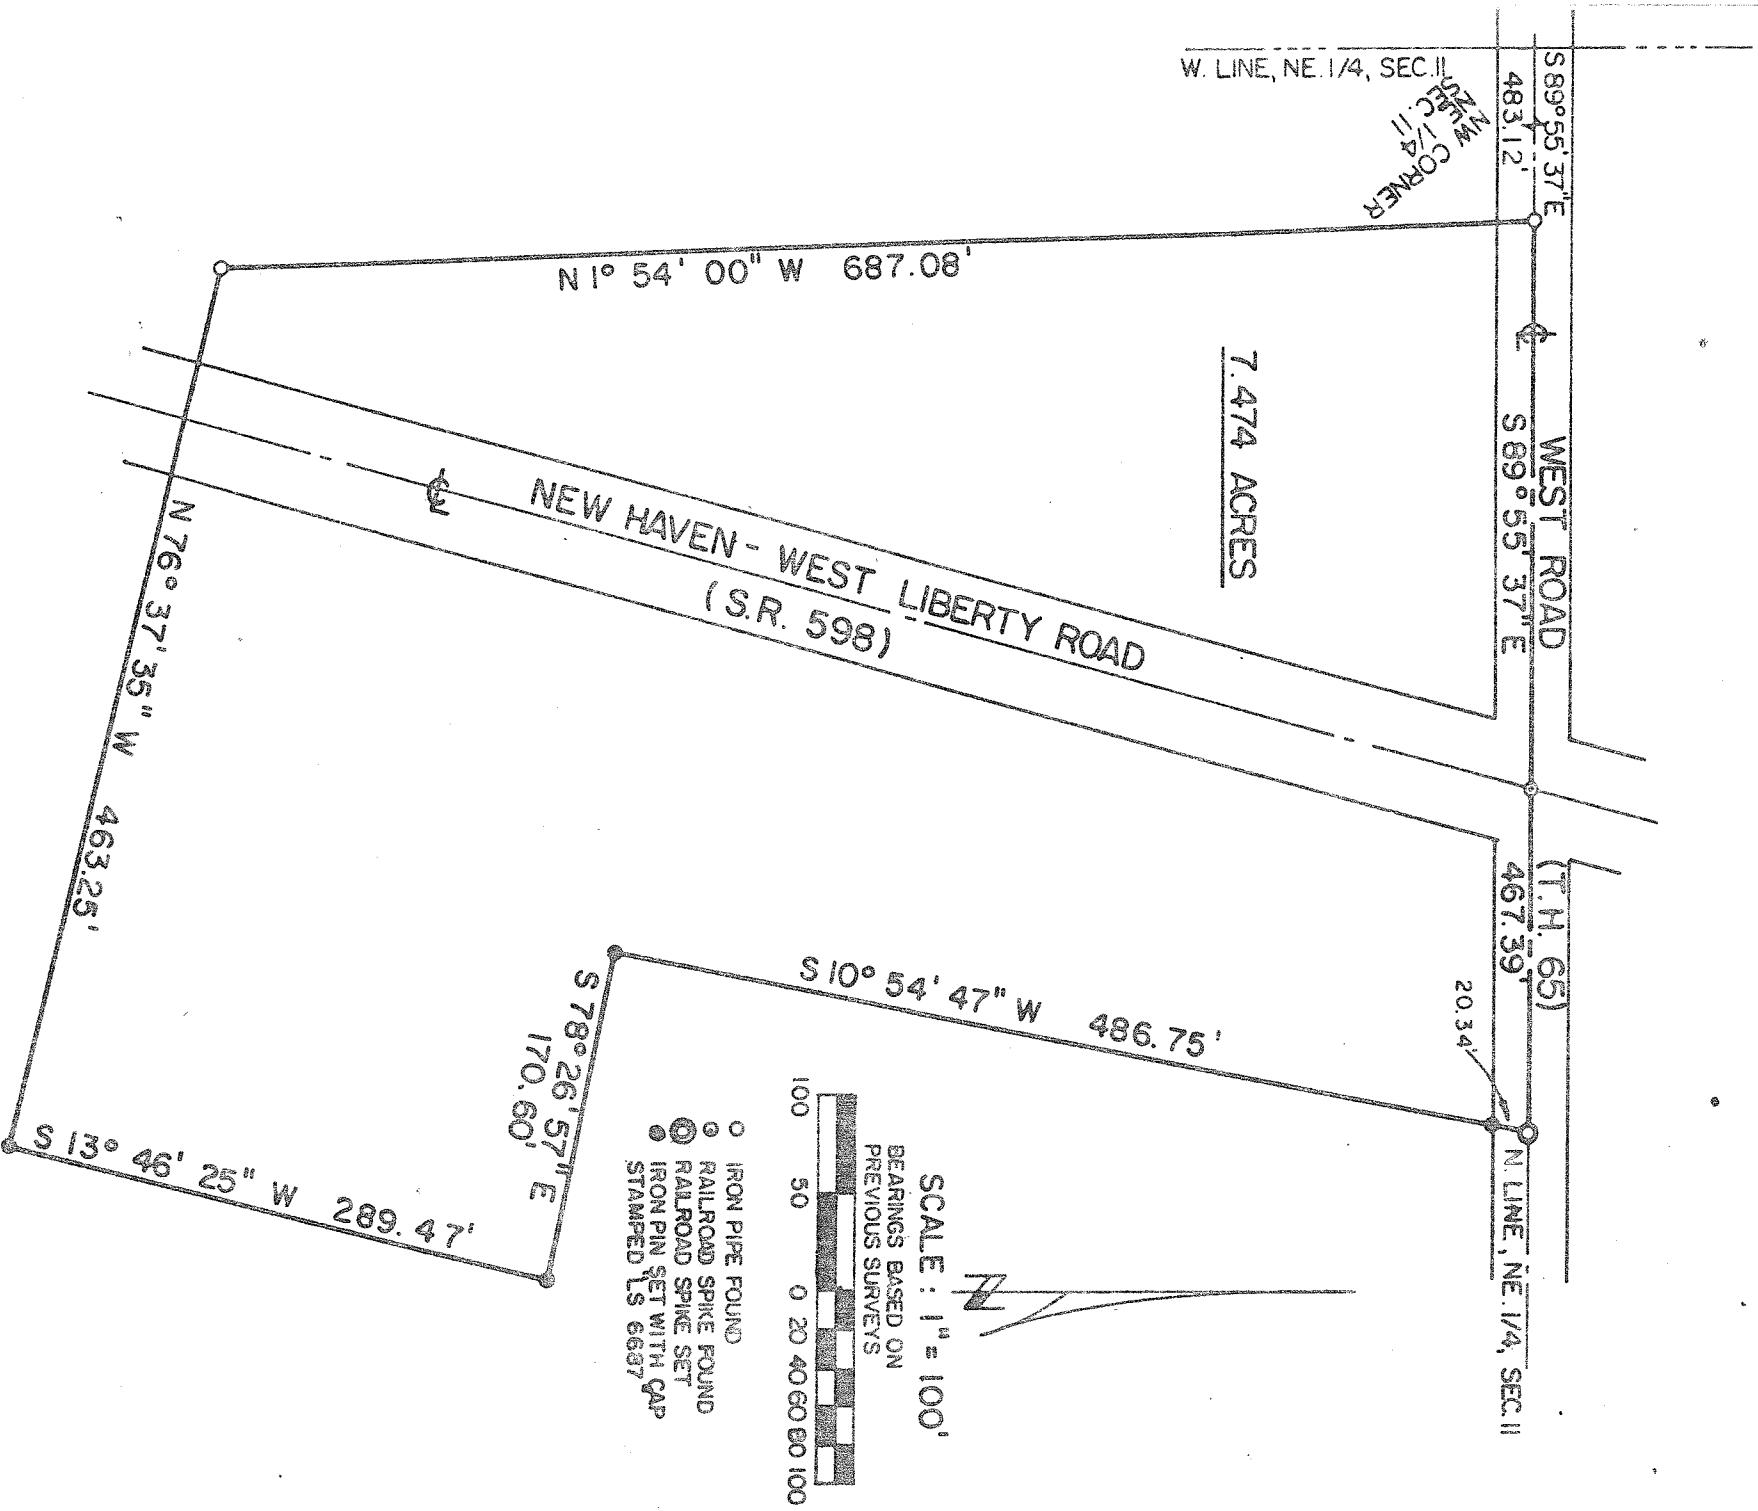 W. LINE, NE. 1/4, SEC. 11
NW CORNER
NE 1/4
SEC. 11
S 89° 55' 37" E
483.12'
WEST ROAD
S 89° 55' 37" E
(T. H. 65)
467.39'
20.34'
N. LINE, NE. 1/4, SEC. 11
N 1° 54' 00" W 687.08'
7.474 ACRES
NEW HAVEN - WEST LIBERTY ROAD
(S.R. 598)
S 10° 54' 47" W 486.75'
S 78° 26' 57" E
170.60'
S 13° 46' 25" W 289.47'
N 76° 37' 35" W 463.25'
SCALE : 1" = 100'
BEARINGS BASED ON
PREVIOUS SURVEYS
100 50 0 20 40 60 80 100
IRON PIPE FOUND
RAILROAD SPIKE FOUND
RAILROAD SPIKE SET
IRON PIN SET WITH CAP
STAMPED "LS 6687"